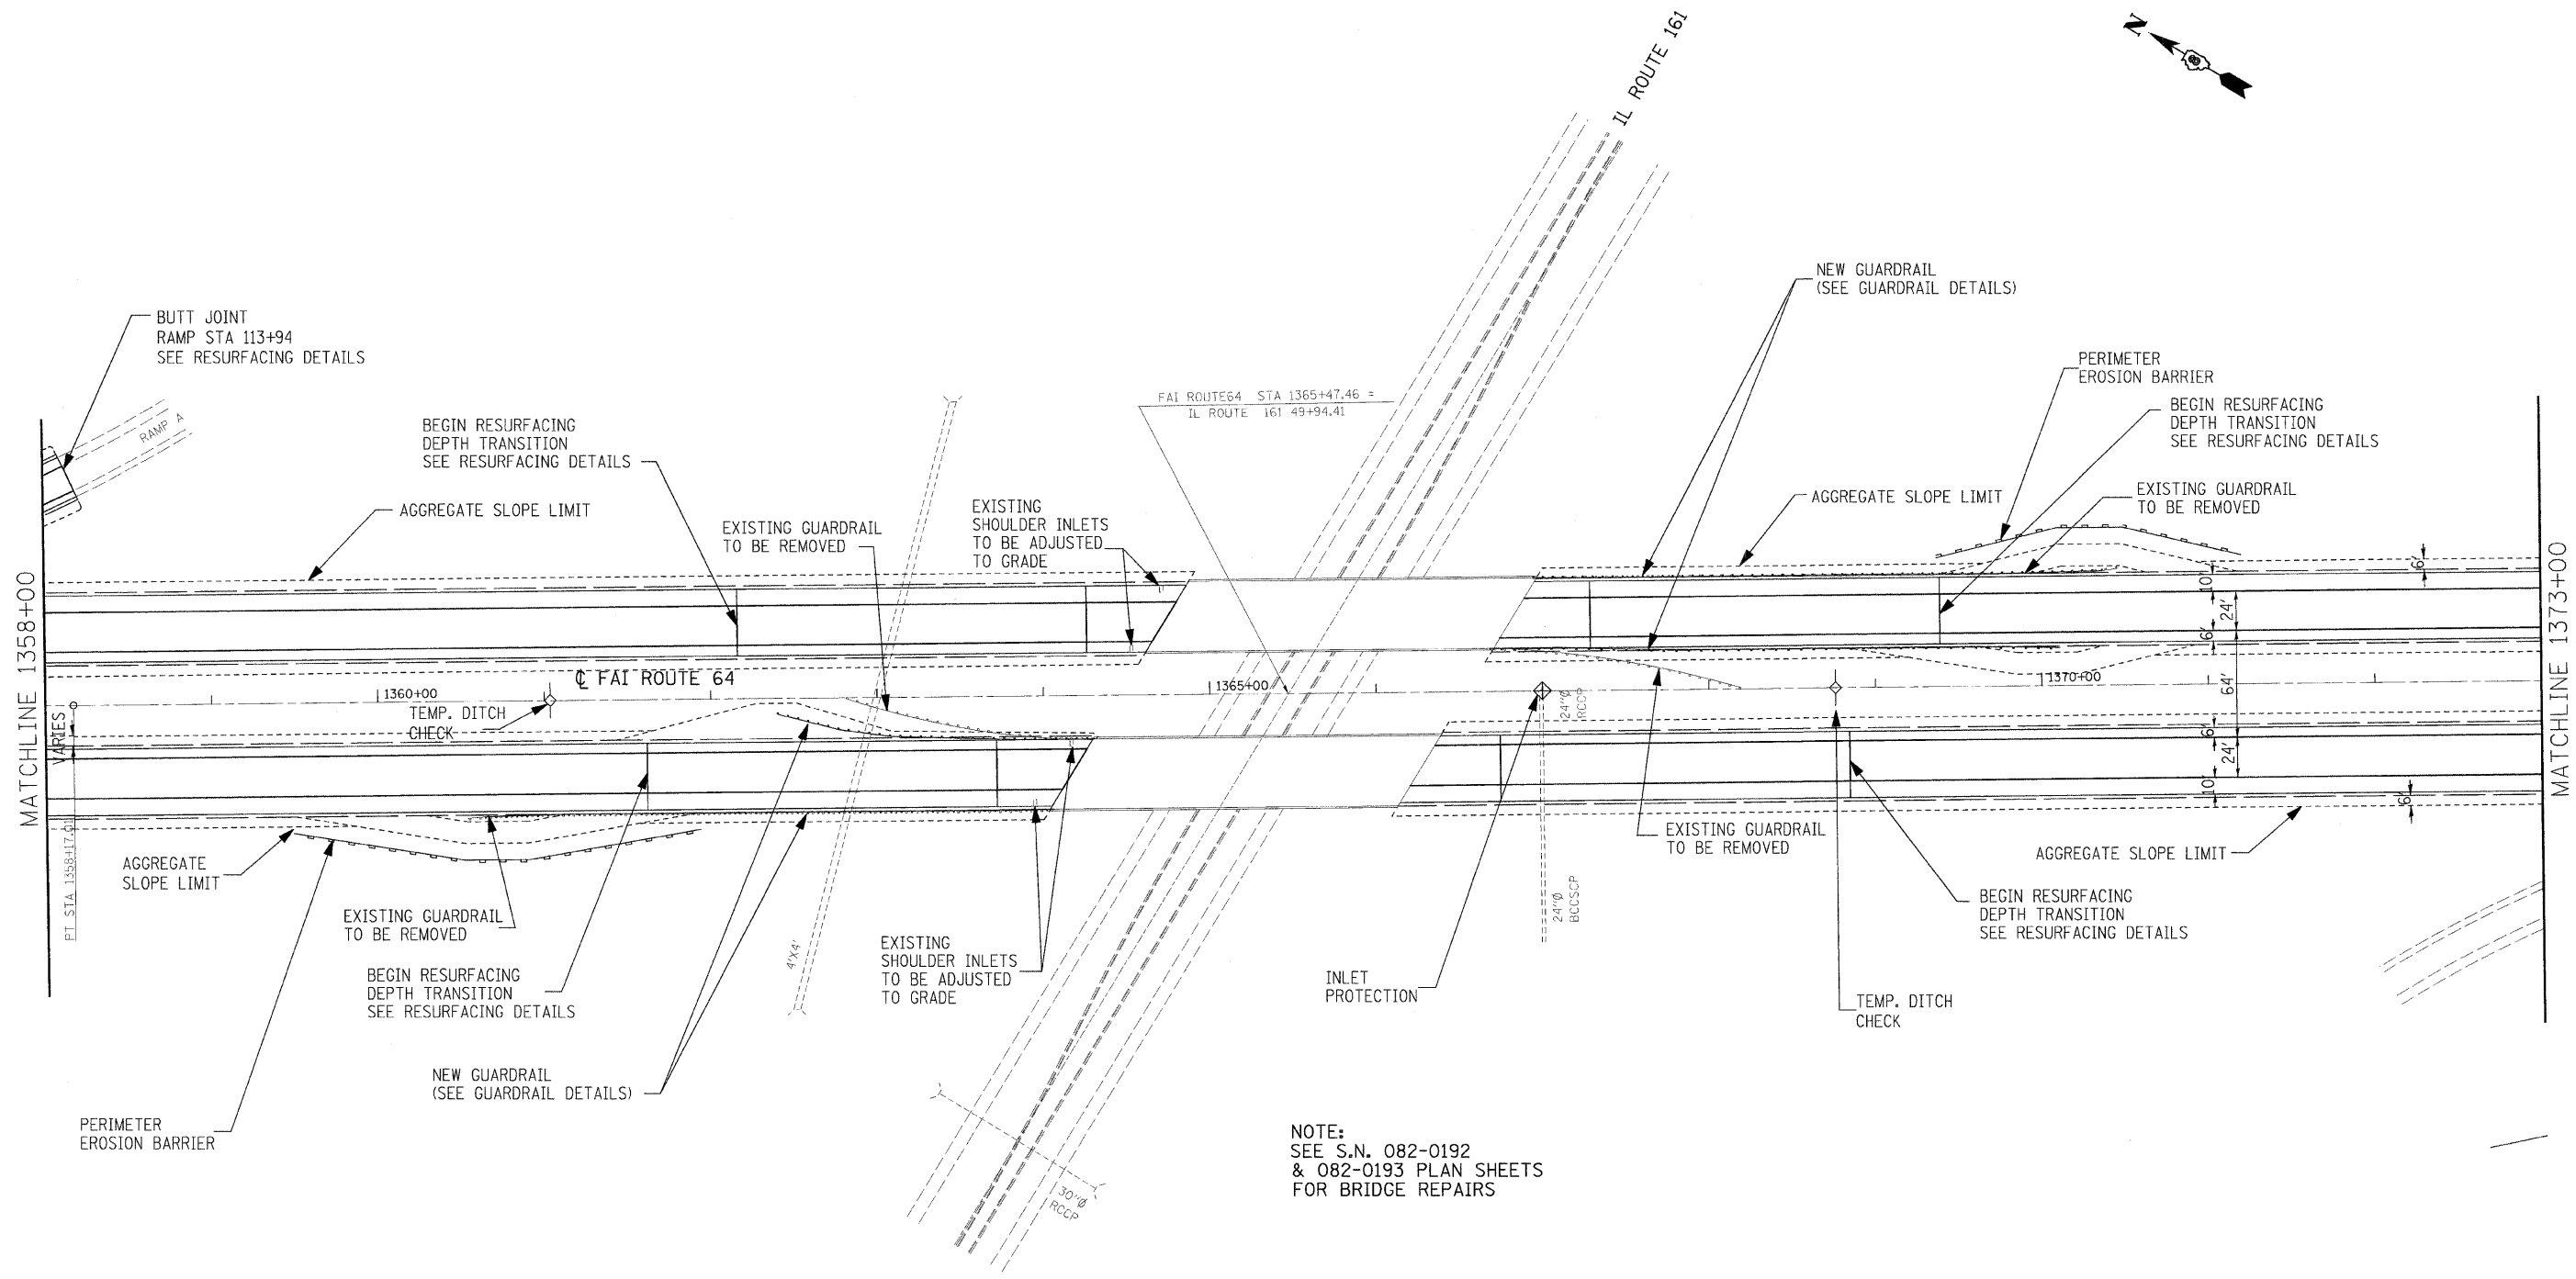 N
IL ROUTE 161
NEW GUARDRAIL
(SEE GUARDRAIL DETAILS)
BUTT JOINT
RAMP STA 113+94
SEE RESURFACING DETAILS
RAMP A
PERIMETER
EROSION BARRIER
FAI ROUTE64 STA 1365+47.46 =
IL ROUTE 161 49+94.41
BEGIN RESURFACING
DEPTH TRANSITION
SEE RESURFACING DETAILS
BEGIN RESURFACING
DEPTH TRANSITION
SEE RESURFACING DETAILS
AGGREGATE SLOPE LIMIT
EXISTING GUARDRAIL
TO BE REMOVED
EXISTING
SHOULDER INLETS
TO BE ADJUSTED
TO GRADE
AGGREGATE SLOPE LIMIT
EXISTING GUARDRAIL
TO BE REMOVED
MATCHLINE 1358+00
MATCHLINE 1373+00
6'
10'
24'
6'
64'
6'
24'
10'
6'
℄ FAI ROUTE 64
1360+00
1365+00
1370+00
TEMP. DITCH
CHECK
VARIES
PT STA 1358+17.01
24"Ø
RCCP
24"Ø
BCCSCP
AGGREGATE
SLOPE LIMIT
EXISTING GUARDRAIL
TO BE REMOVED
AGGREGATE SLOPE LIMIT
EXISTING GUARDRAIL
TO BE REMOVED
BEGIN RESURFACING
DEPTH TRANSITION
SEE RESURFACING DETAILS
4'X4'
EXISTING
SHOULDER INLETS
TO BE ADJUSTED
TO GRADE
BEGIN RESURFACING
DEPTH TRANSITION
SEE RESURFACING DETAILS
INLET
PROTECTION
TEMP. DITCH
CHECK
NEW GUARDRAIL
(SEE GUARDRAIL DETAILS)
PERIMETER
EROSION BARRIER
30"Ø
RCCP
NOTE:
SEE S.N. 082-0192
& 082-0193 PLAN SHEETS
FOR BRIDGE REPAIRS